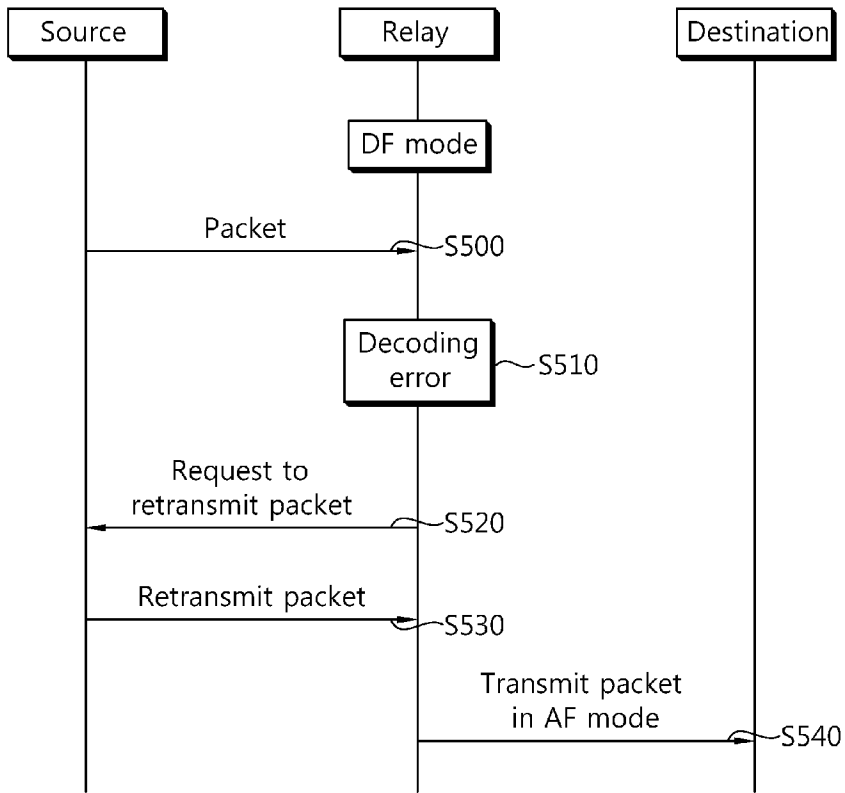 Source
Relay
Destination
DF mode
Packet
S500
Decoding
error
S510
Request to
retransmit packet
S520
Retransmit packet
S530
Transmit packet
in AF mode
S540